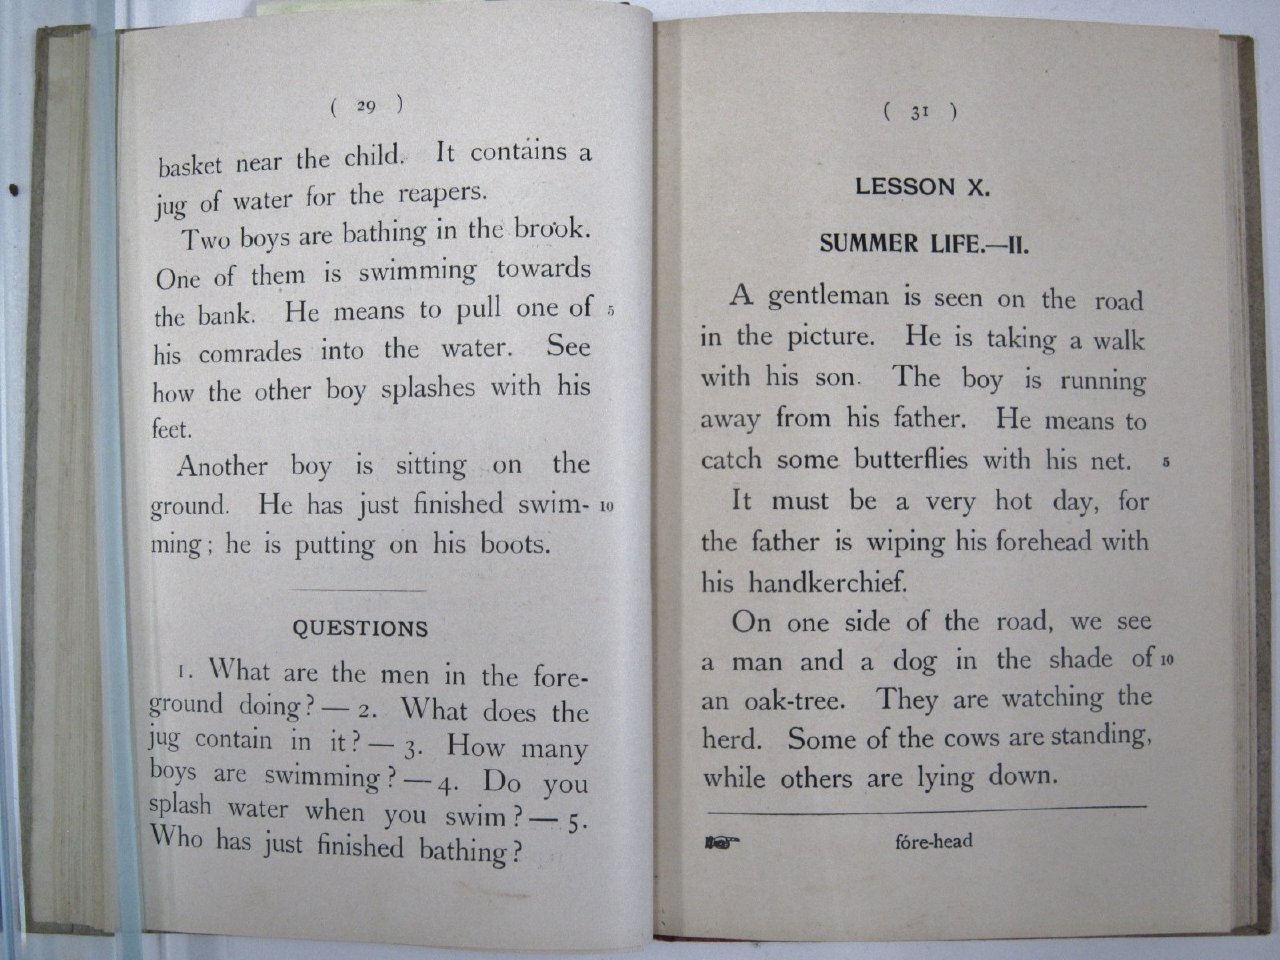 ( 29 )
basket near the child. It contains a
jug of water for the reapers.
Two boys are bathing in the brook.
One of them is swimming towards
the bank. He means to pull one of 5
his comrades into the water. See
how the other boy splashes with his
feet.
Another boy is sitting on the
ground. He has just finished swim- 10
ming; he is putting on his boots.
QUESTIONS
1. What are the men in the fore-
ground doing? — 2. What does the
jug contain in it? — 3. How many
boys are swimming? — 4. Do you
splash water when you swim? — 5.
Who has just finished bathing?
( 31 )
LESSON X.
SUMMER LIFE.—II.
A gentleman is seen on the road
in the picture. He is taking a walk
with his son. The boy is running
away from his father. He means to
catch some butterflies with his net. 5
It must be a very hot day, for
the father is wiping his forehead with
his handkerchief.
On one side of the road, we see
a man and a dog in the shade of 10
an oak-tree. They are watching the
herd. Some of the cows are standing,
while others are lying down.
☞ fóre-head